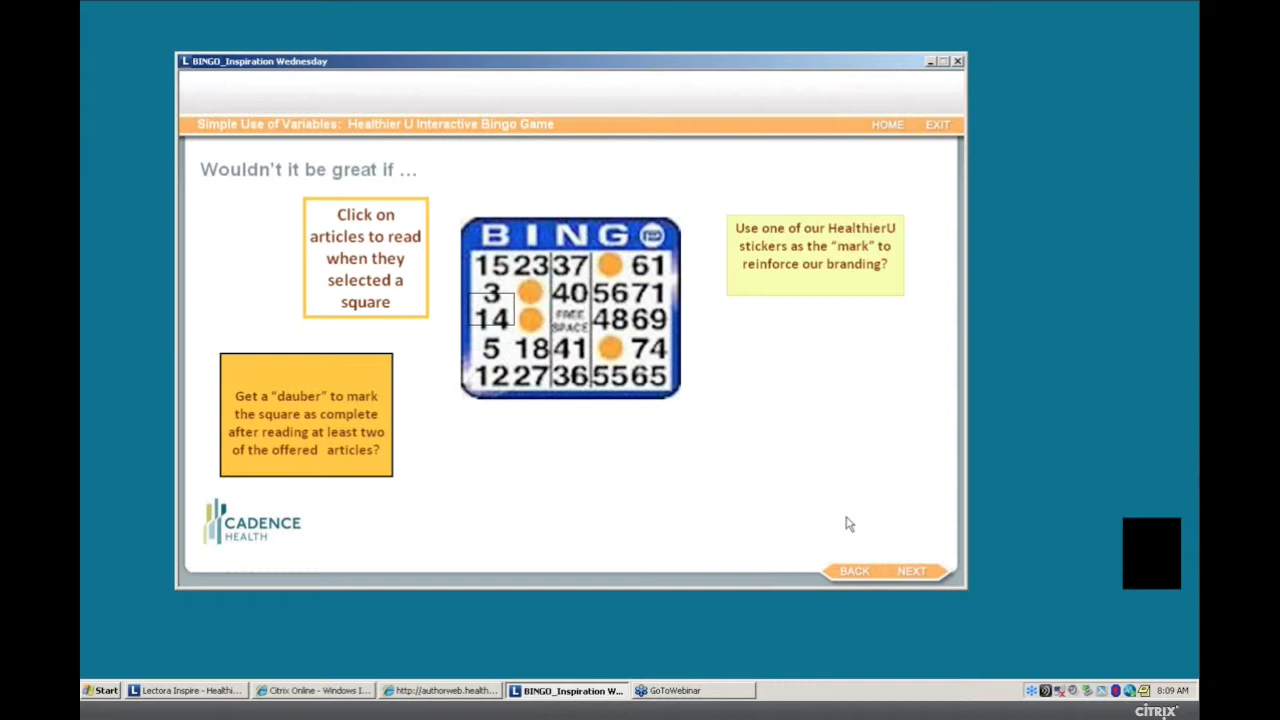 BINGO_Inspiration Wednesday
Simple Use of Variables: Healthier U Interactive Bingo Game
HOME EXIT
Wouldn't it be great if ...
Click on
articles to read
when they
selected a
square
BINGO
15 23 37 61
3 40 56 71
14 FREE SPACE 48 69
5 18 41 74
12 27 36 55 65
Use one of our HealthierU
stickers as the “mark” to
reinforce our branding?
Get a “dauber” to mark
the square as complete
after reading at least two
of the offered articles?
CADENCE
HEALTH
BACK NEXT
Start
Lectora Inspire - Healthi...
Citrix Online - Windows I...
http://authorweb.health...
BINGO_Inspiration W...
GoToWebinar
8:09 AM
CITRIX